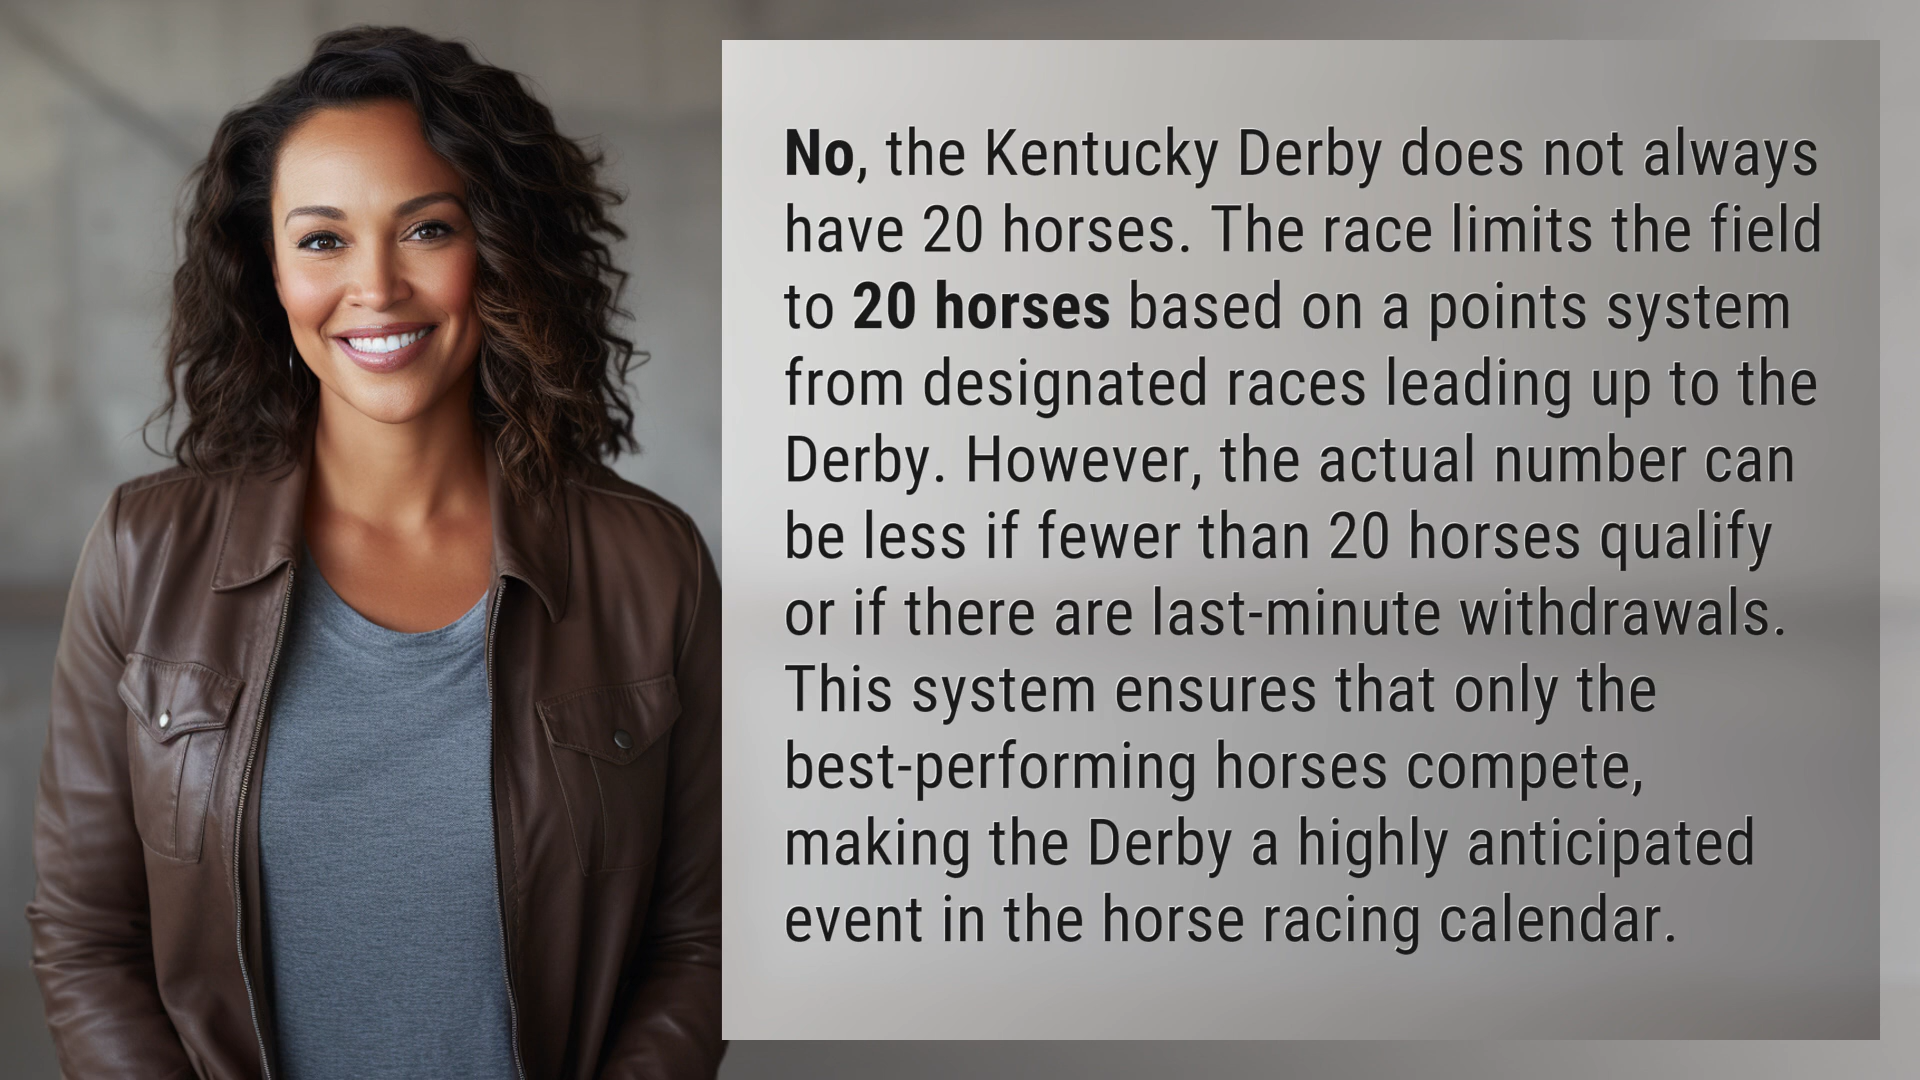 No, the Kentucky Derby does not always
have 20 horses. The race limits the field
to 20 horses based on a points system
from designated races leading up to the
Derby. However, the actual number can
be less if fewer than 20 horses qualify
or if there are last-minute withdrawals.
This system ensures that only the
best-performing horses compete,
making the Derby a highly anticipated
event in the horse racing calendar.